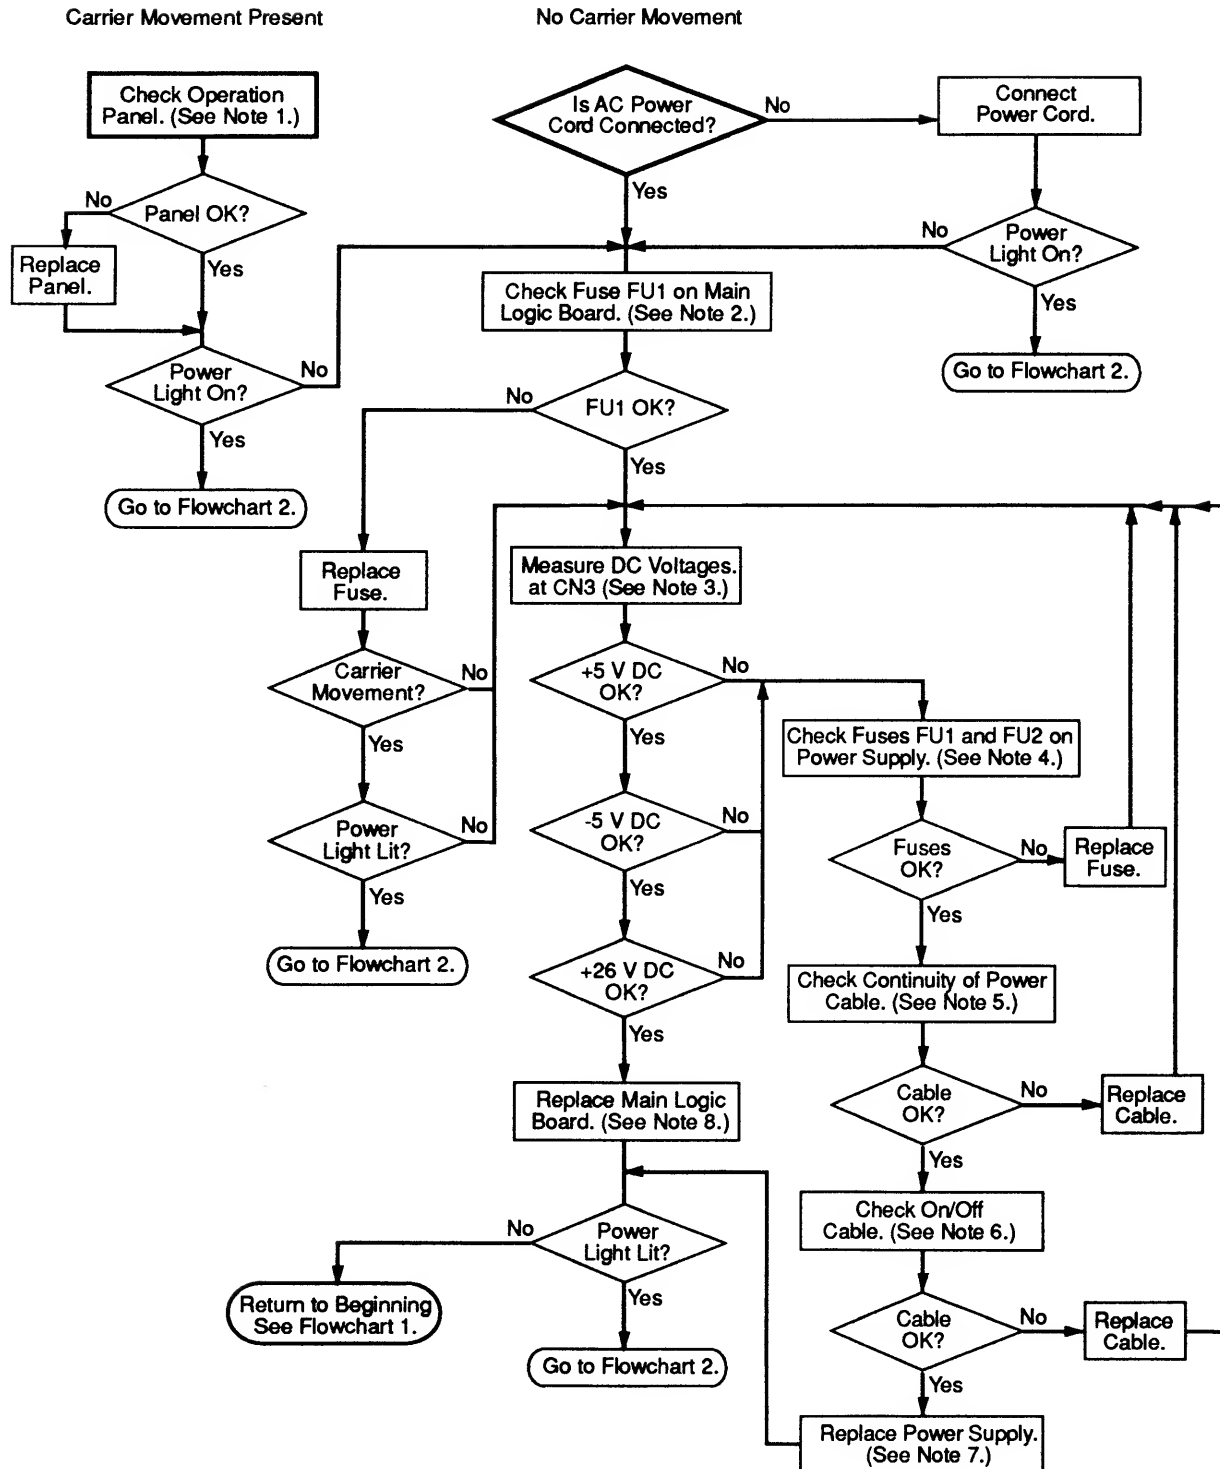 Carrier Movement Present
No Carrier Movement
Check Operation
Panel. (See Note 1.)
Panel OK?
No
Yes
Replace
Panel.
Power
Light On?
No
Yes
Go to Flowchart 2.
Is AC Power
Cord Connected?
No
Yes
Connect
Power Cord.
Power
Light On?
No
Yes
Go to Flowchart 2.
Check Fuse FU1 on Main
Logic Board. (See Note 2.)
FU1 OK?
No
Yes
Replace
Fuse.
Carrier
Movement?
No
Yes
Power
Light Lit?
No
Yes
Go to Flowchart 2.
Measure DC Voltages.
at CN3 (See Note 3.)
+5 V DC
OK?
No
Yes
-5 V DC
OK?
No
Yes
+26 V DC
OK?
No
Yes
Replace Main Logic
Board. (See Note 8.)
Power
Light Lit?
No
Yes
Return to Beginning
See Flowchart 1.
Go to Flowchart 2.
Check Fuses FU1 and FU2 on
Power Supply. (See Note 4.)
Fuses
OK?
No
Yes
Replace
Fuse.
Check Continuity of Power
Cable. (See Note 5.)
Cable
OK?
No
Yes
Replace
Cable.
Check On/Off
Cable. (See Note 6.)
Cable
OK?
No
Yes
Replace
Cable.
Replace Power Supply.
(See Note 7.)